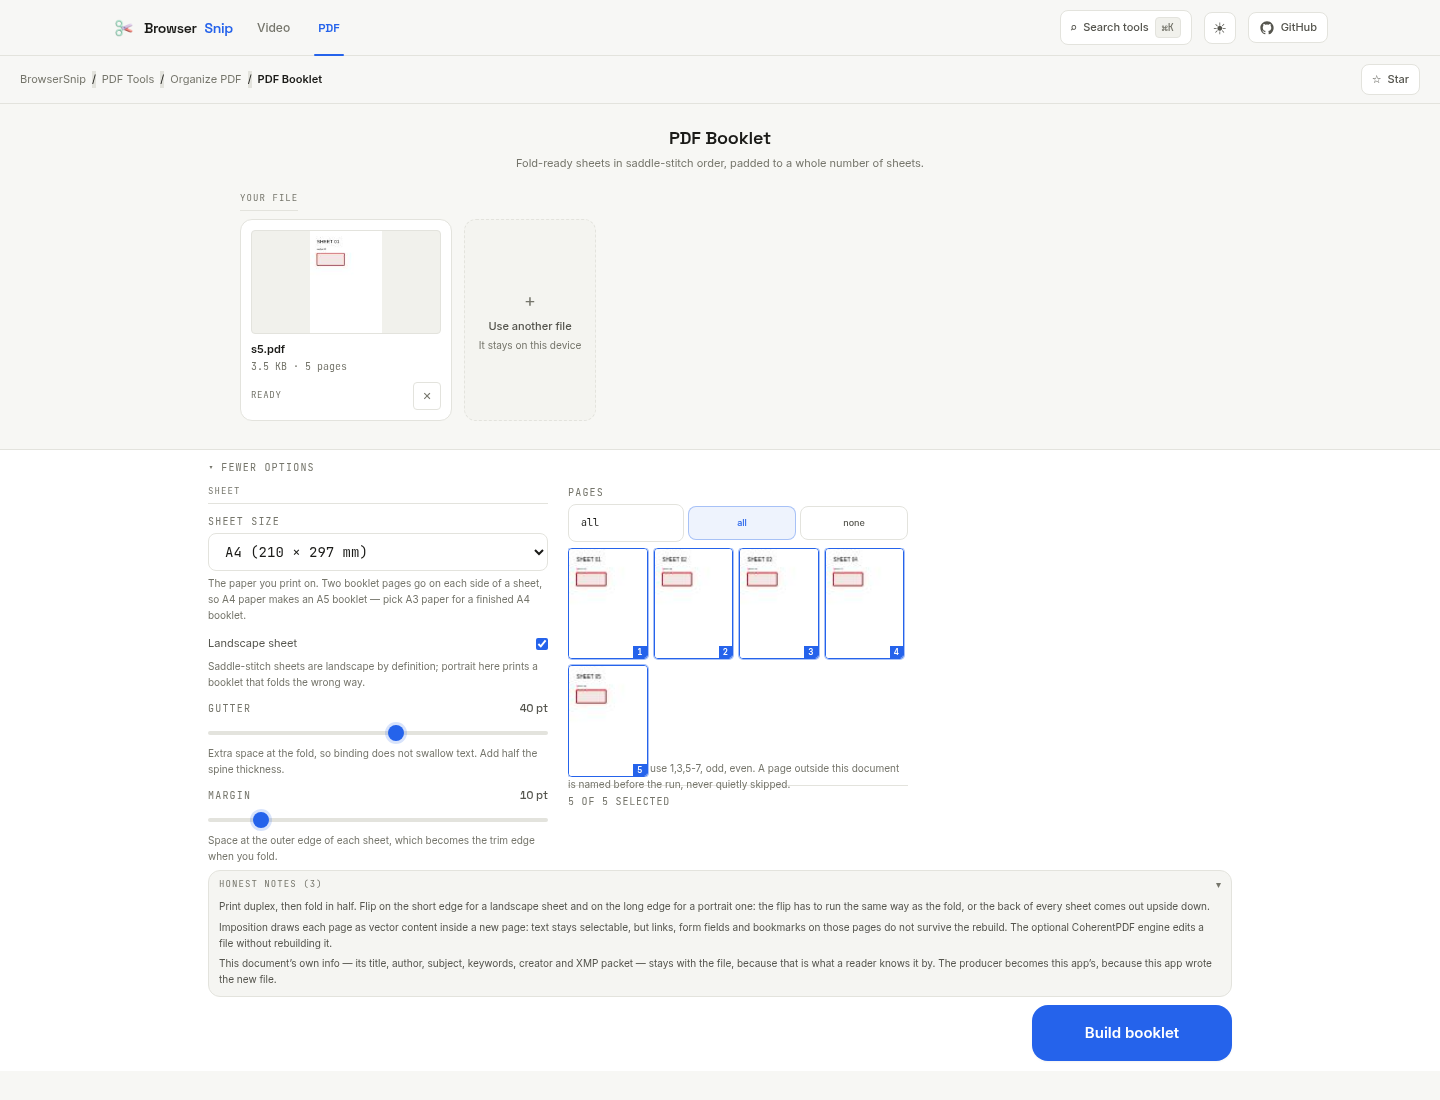 Browser Snip Video PDF
Search tools ⌘K ☀ GitHub
BrowserSnip / PDF Tools / Organize PDF / PDF Booklet
☆ Star
PDF Booklet
Fold-ready sheets in saddle-stitch order, padded to a whole number of sheets.
YOUR FILE
SHEET 01
s5.pdf
3.5 KB · 5 pages
READY
×
+
Use another file
It stays on this device
▾ FEWER OPTIONS
SHEET
SHEET SIZE
A4 (210 × 297 mm)
The paper you print on. Two booklet pages go on each side of a sheet,
so A4 paper makes an A5 booklet — pick A3 paper for a finished A4
booklet.
Landscape sheet
Saddle-stitch sheets are landscape by definition; portrait here prints a
booklet that folds the wrong way.
GUTTER 40 pt
Extra space at the fold, so binding does not swallow text. Add half the
spine thickness.
MARGIN 10 pt
Space at the outer edge of each sheet, which becomes the trim edge
when you fold.
PAGES
all all none
SHEET 01 SHEET 02 SHEET 03 SHEET 04
1 2 3 4
SHEET 05
5
use 1,3,5-7, odd, even. A page outside this document
is named before the run, never quietly skipped.
5 OF 5 SELECTED
HONEST NOTES (3) ▾
Print duplex, then fold in half. Flip on the short edge for a landscape sheet and on the long edge for a portrait one: the flip has to run the same way as the fold, or the back of every sheet comes out upside down.
Imposition draws each page as vector content inside a new page: text stays selectable, but links, form fields and bookmarks on those pages do not survive the rebuild. The optional CoherentPDF engine edits a
file without rebuilding it.
This document's own info — its title, author, subject, keywords, creator and XMP packet — stays with the file, because that is what a reader knows it by. The producer becomes this app's, because this app wrote
the new file.
Build booklet